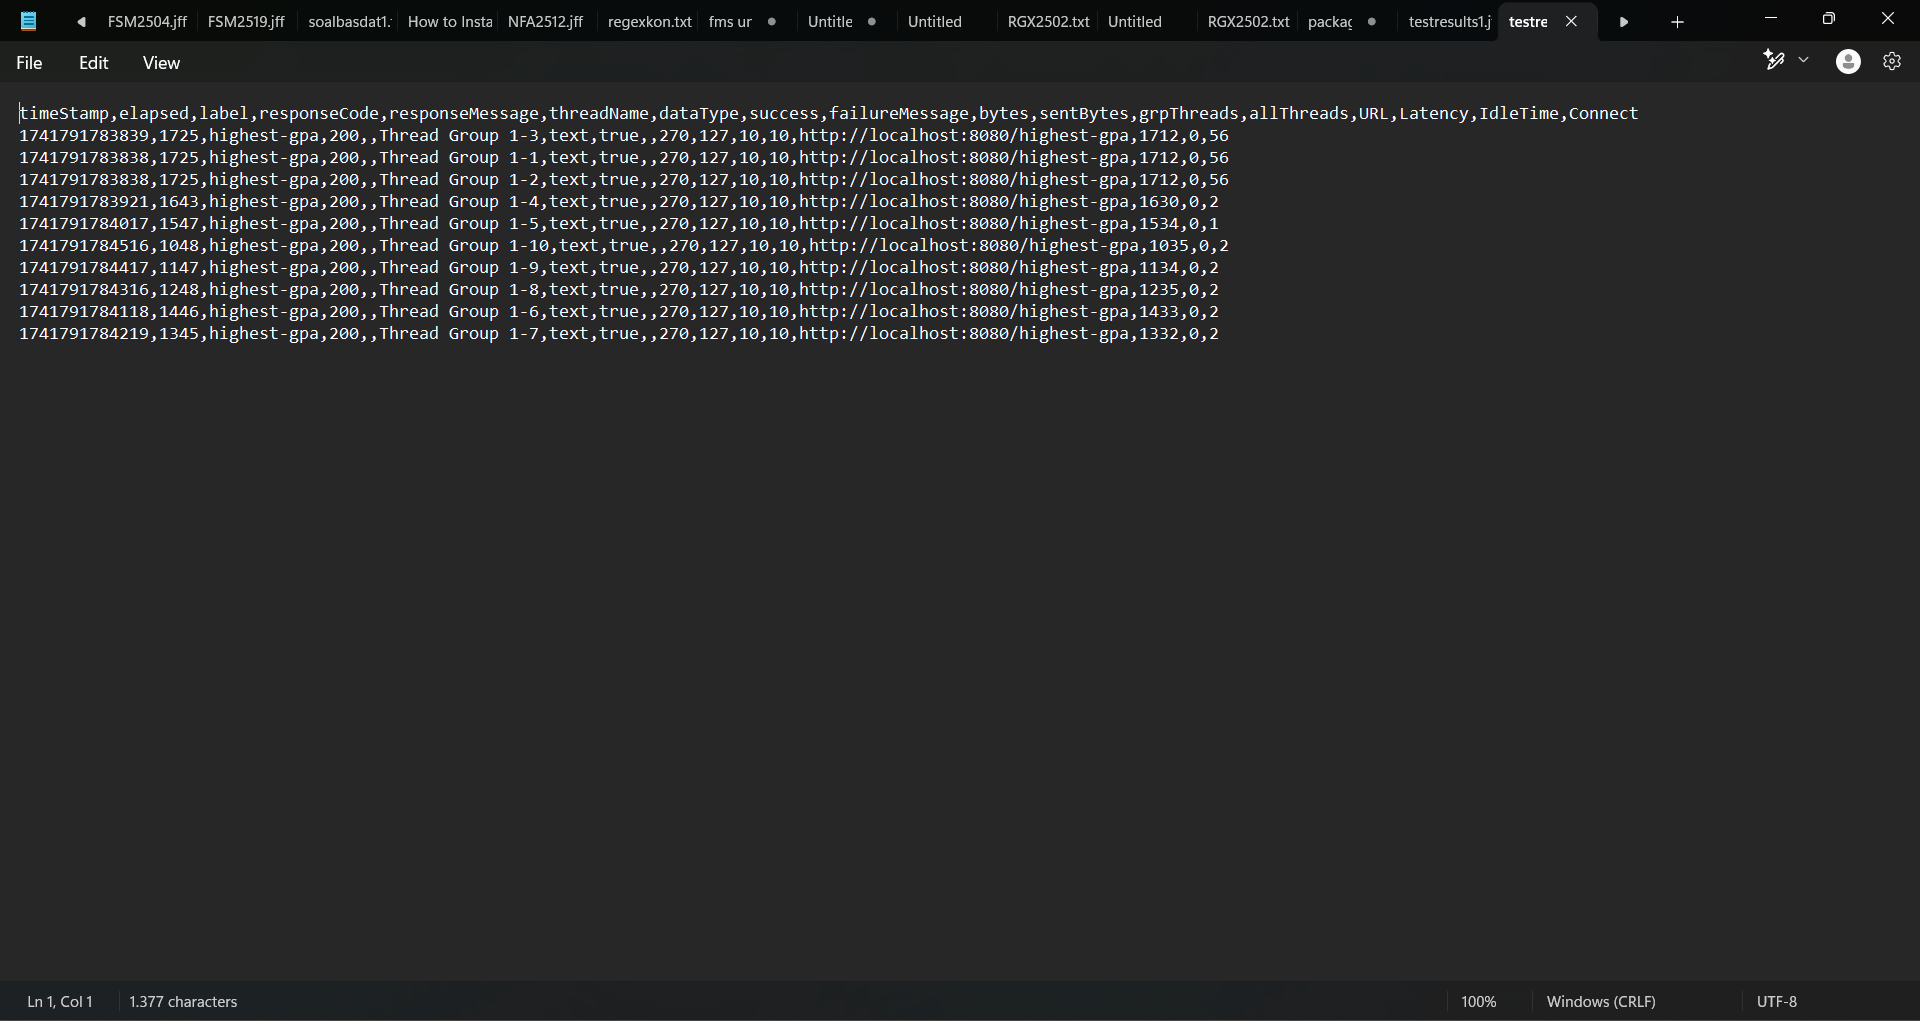 FSM2504.jff FSM2519.jff soalbasdat1. How to Insta NFA2512.jff regexkon.txt fms ur Untitle Untitled RGX2502.txt Untitled RGX2502.txt packag testresults1.j testre
File Edit View
timeStamp,elapsed,label,responseCode,responseMessage,threadName,dataType,success,failureMessage,bytes,sentBytes,grpThreads,allThreads,URL,Latency,IdleTime,Connect
1741791783839,1725,highest-gpa,200,,Thread Group 1-3,text,true,,270,127,10,10,http://localhost:8080/highest-gpa,1712,0,56
1741791783838,1725,highest-gpa,200,,Thread Group 1-1,text,true,,270,127,10,10,http://localhost:8080/highest-gpa,1712,0,56
1741791783838,1725,highest-gpa,200,,Thread Group 1-2,text,true,,270,127,10,10,http://localhost:8080/highest-gpa,1712,0,56
1741791783921,1643,highest-gpa,200,,Thread Group 1-4,text,true,,270,127,10,10,http://localhost:8080/highest-gpa,1630,0,2
1741791784017,1547,highest-gpa,200,,Thread Group 1-5,text,true,,270,127,10,10,http://localhost:8080/highest-gpa,1534,0,1
1741791784516,1048,highest-gpa,200,,Thread Group 1-10,text,true,,270,127,10,10,http://localhost:8080/highest-gpa,1035,0,2
1741791784417,1147,highest-gpa,200,,Thread Group 1-9,text,true,,270,127,10,10,http://localhost:8080/highest-gpa,1134,0,2
1741791784316,1248,highest-gpa,200,,Thread Group 1-8,text,true,,270,127,10,10,http://localhost:8080/highest-gpa,1235,0,2
1741791784118,1446,highest-gpa,200,,Thread Group 1-6,text,true,,270,127,10,10,http://localhost:8080/highest-gpa,1433,0,2
1741791784219,1345,highest-gpa,200,,Thread Group 1-7,text,true,,270,127,10,10,http://localhost:8080/highest-gpa,1332,0,2
Ln 1, Col 1 1.377 characters 100% Windows (CRLF) UTF-8